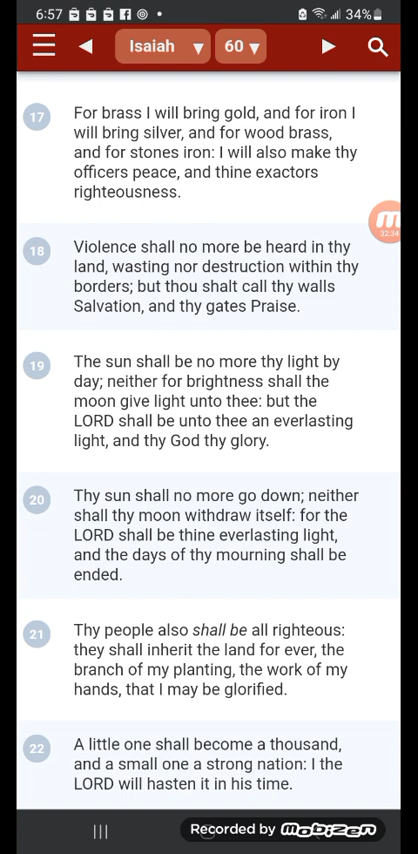 6:57 34%
Isaiah ▼ 60 ▼
17 For brass I will bring gold, and for iron I
will bring silver, and for wood brass,
and for stones iron: I will also make thy
officers peace, and thine exactors
righteousness.
32:34
18 Violence shall no more be heard in thy
land, wasting nor destruction within thy
borders; but thou shalt call thy walls
Salvation, and thy gates Praise.
19 The sun shall be no more thy light by
day; neither for brightness shall the
moon give light unto thee: but the
LORD shall be unto thee an everlasting
light, and thy God thy glory.
20 Thy sun shall no more go down; neither
shall thy moon withdraw itself: for the
LORD shall be thine everlasting light,
and the days of thy mourning shall be
ended.
21 Thy people also shall be all righteous:
they shall inherit the land for ever, the
branch of my planting, the work of my
hands, that I may be glorified.
22 A little one shall become a thousand,
and a small one a strong nation: I the
LORD will hasten it in his time.
Recorded by mobizen